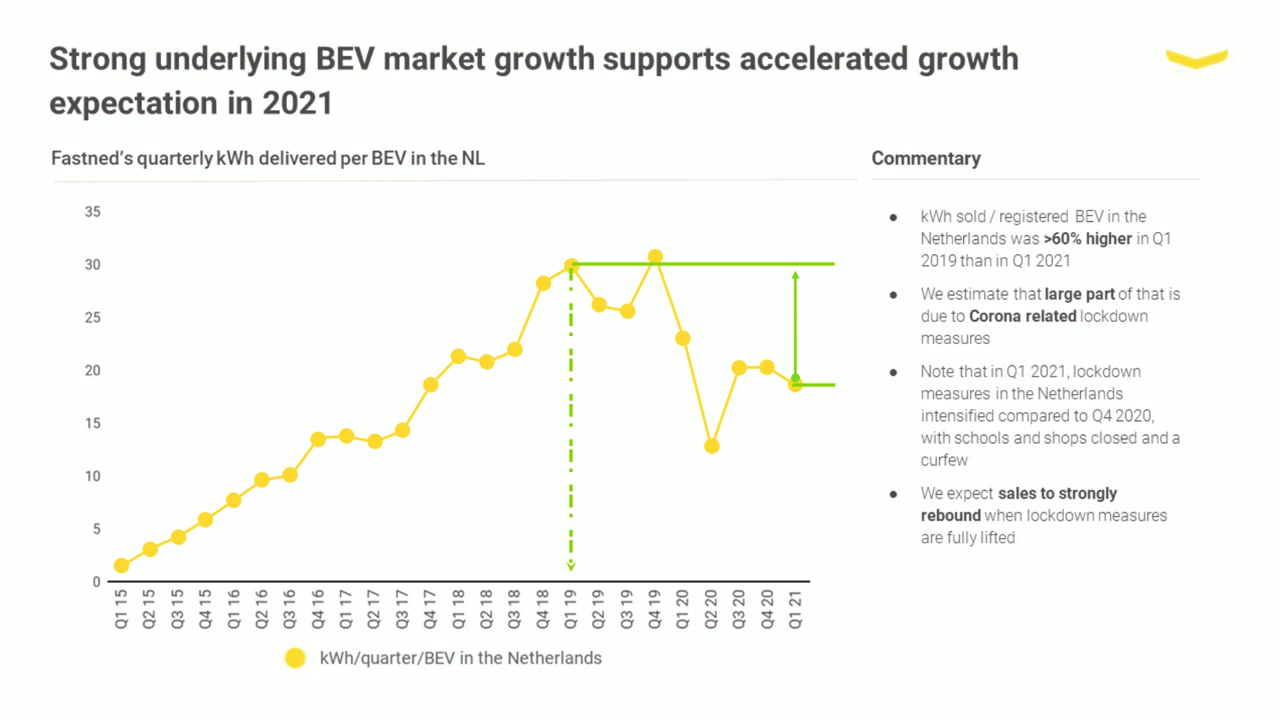 Strong underlying BEV market growth supports accelerated growth
expectation in 2021
Fastned's quarterly kWh delivered per BEV in the NL
35
30
25
20
15
10
5
0
Q1 15
Q2 15
Q3 15
Q4 15
Q1 16
Q2 16
Q3 16
Q4 16
Q1 17
Q2 17
Q3 17
Q4 17
Q1 18
Q2 18
Q3 18
Q4 18
Q1 19
Q2 19
Q3 19
Q4 19
Q1 20
Q2 20
Q3 20
Q4 20
Q1 21
kWh/quarter/BEV in the Netherlands
Commentary
● kWh sold / registered BEV in the
Netherlands was >60% higher in Q1
2019 than in Q1 2021
● We estimate that large part of that is
due to Corona related lockdown
measures
● Note that in Q1 2021, lockdown
measures in the Netherlands
intensified compared to Q4 2020,
with schools and shops closed and a
curfew
● We expect sales to strongly
rebound when lockdown measures
are fully lifted